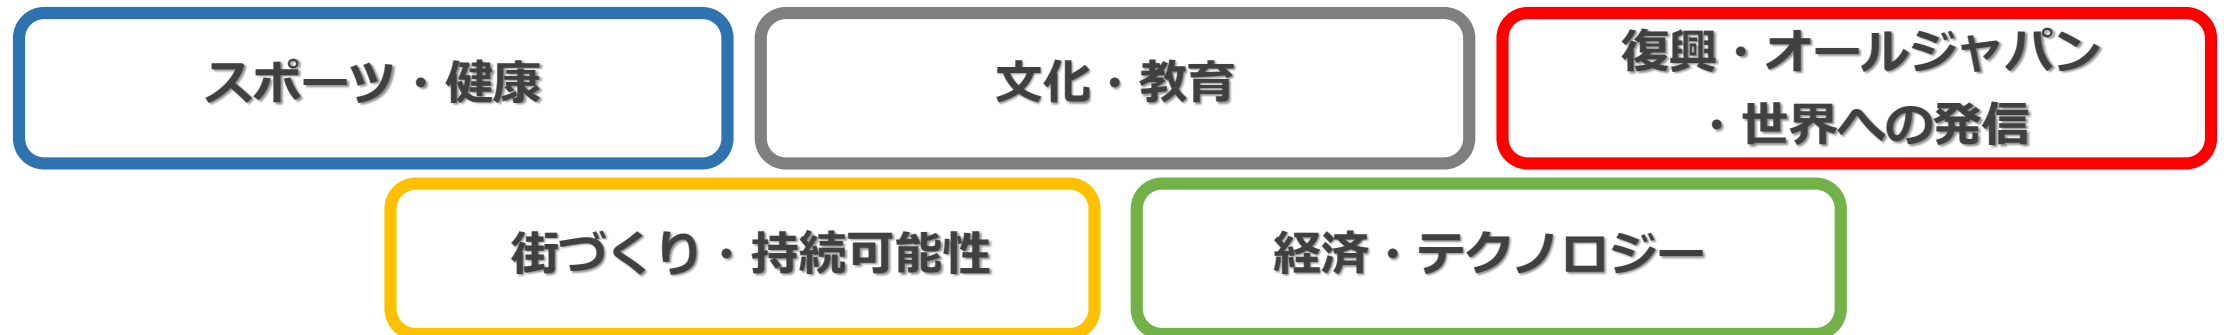 スポーツ・健康
文化・教育
復興・オールジャパン
・世界への発信
街づくり・持続可能性
経済・テクノロジー